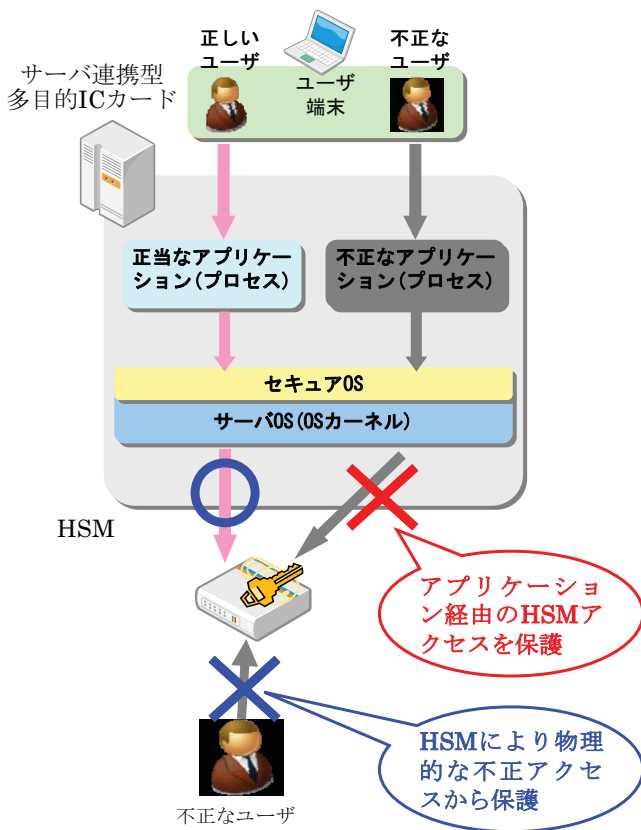 正しい
ユーザ
不正な
ユーザ
ユーザ
端末
サーバ連携型
多目的ICカード
正当なアプリケー
ション(プロセス)
不正なアプリケー
ション(プロセス)
セキュアOS
サーバOS(OSカーネル)
HSM
アプリケーショ
ン経由のHSMア
クセスを保護
HSMにより物理
的な不正アクセ
スから保護
不正なユーザ